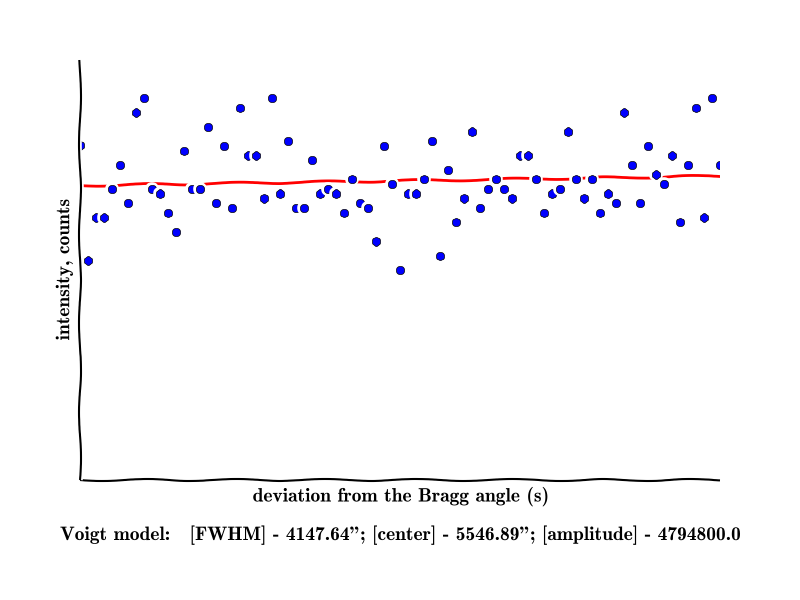 intensity, counts
deviation from the Bragg angle (s)
Voigt model: [FWHM] - 4147.64”; [center] - 5546.89”; [amplitude] - 4794800.0